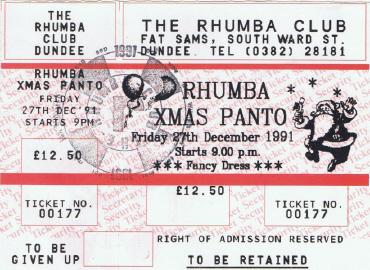 THE
RHUMBA
CLUB
DUNDEE
RHUMBA
XMAS PANTO
FRIDAY
27TH DEC'91
STARTS 9PM
£12.50
TICKET NO.
00177
TO BE
GIVEN UP
THE RHUMBA CLUB
FAT SAMS, SOUTH WARD ST.
DUNDEE. TEL (0382) 28181
1991
RHUMBA
XMAS PANTO
Friday 27th December 1991
Starts 9.00 p.m.
*** Fancy Dress ***
£12.50
TICKET NO.
00177
RIGHT OF ADMISSION RESERVED
TO BE RETAINED
1991